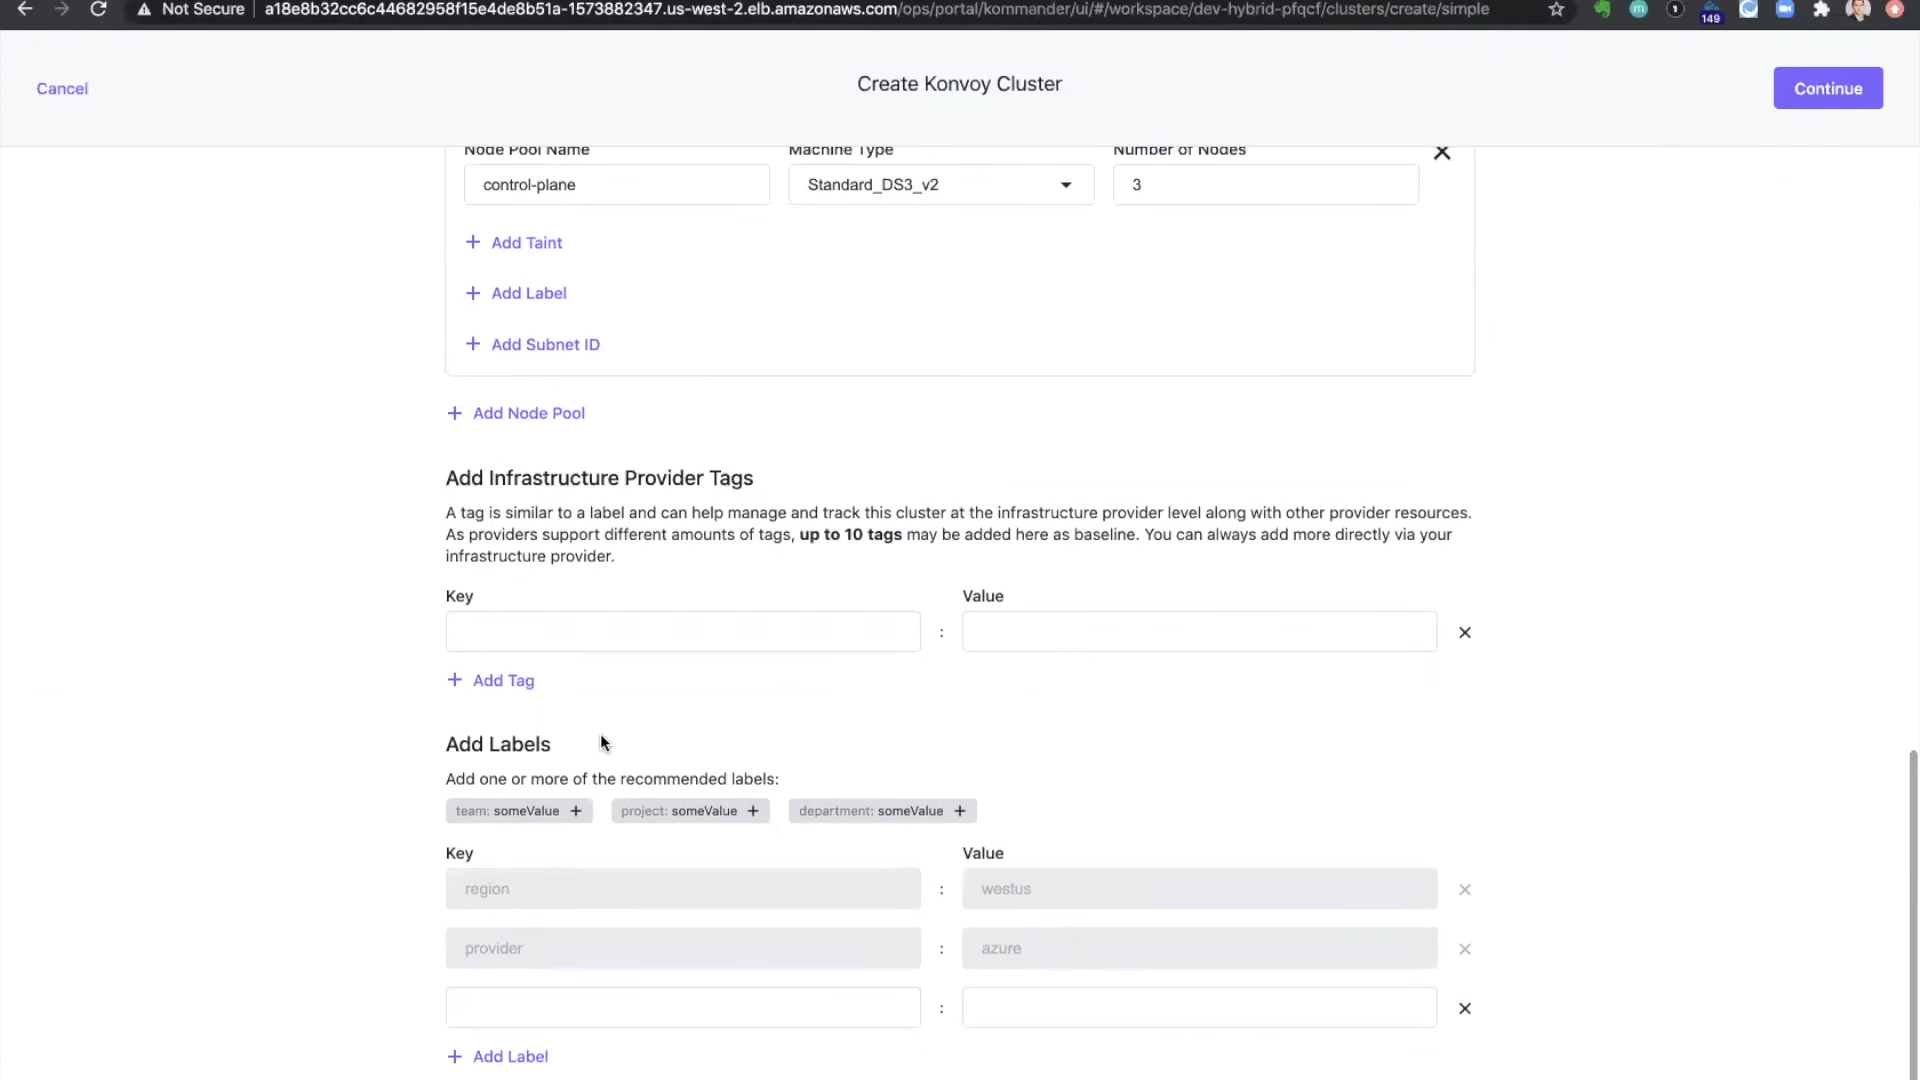 Not Secure
a18e8b32cc6c44682958f15e4de8b51a-1573882347.us-west-2.elb.amazonaws.com/ops/portal/kommander/ui/#/workspace/dev-hybrid-pfqcf/clusters/create/simple
149
Cancel
Create Konvoy Cluster
Continue
Node Pool Name
Machine Type
Number of Nodes
control-plane
Standard_DS3_v2
3
+ Add Taint
+ Add Label
+ Add Subnet ID
+ Add Node Pool
Add Infrastructure Provider Tags
A tag is similar to a label and can help manage and track this cluster at the infrastructure provider level along with other provider resources.
As providers support different amounts of tags, up to 10 tags may be added here as baseline. You can always add more directly via your
infrastructure provider.
Key
Value
:
+ Add Tag
Add Labels
Add one or more of the recommended labels:
team: someValue +
project: someValue +
department: someValue +
Key
Value
region : westus
provider : azure
:
+ Add Label